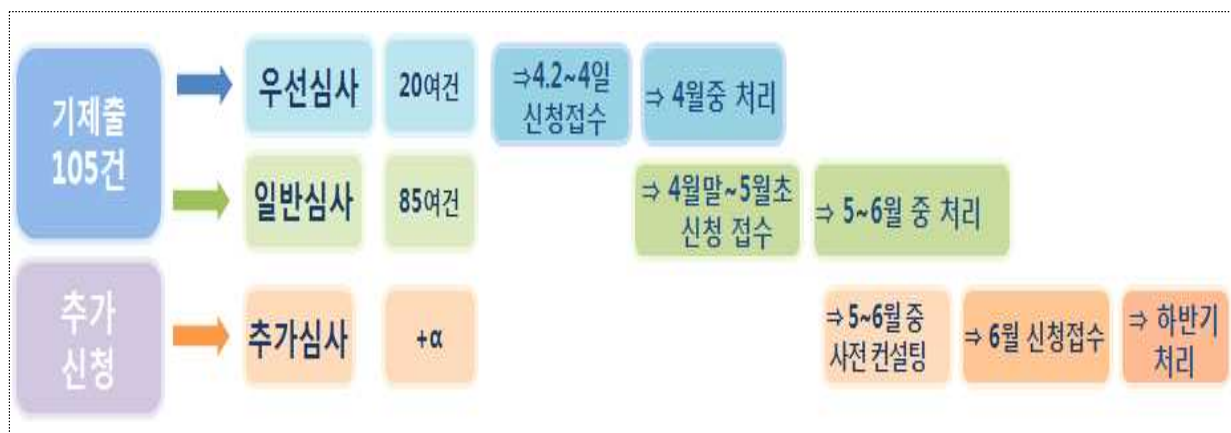 기제출
105건
우선심사
20여건
⇒4.2~4일
신청접수
⇒ 4월중 처리
일반심사
85여건
⇒ 4월말~5월초
신청 접수
⇒ 5~6월 중 처리
추가
신청
추가심사
+α
⇒ 5~6월 중
사전 컨설팅
⇒ 6월 신청접수
⇒ 하반기
처리